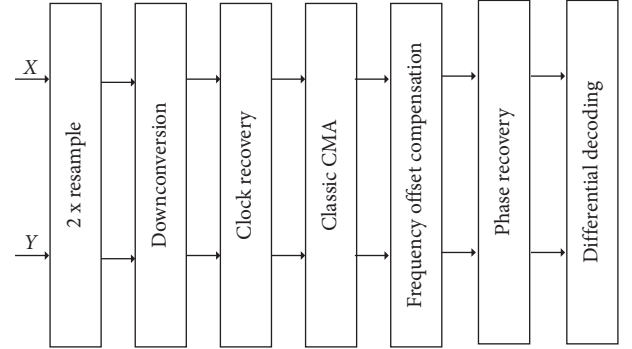 X
Y
2 x resample
Downconversion
Clock recovery
Classic CMA
Frequency offset compensation
Phase recovery
Differential decoding